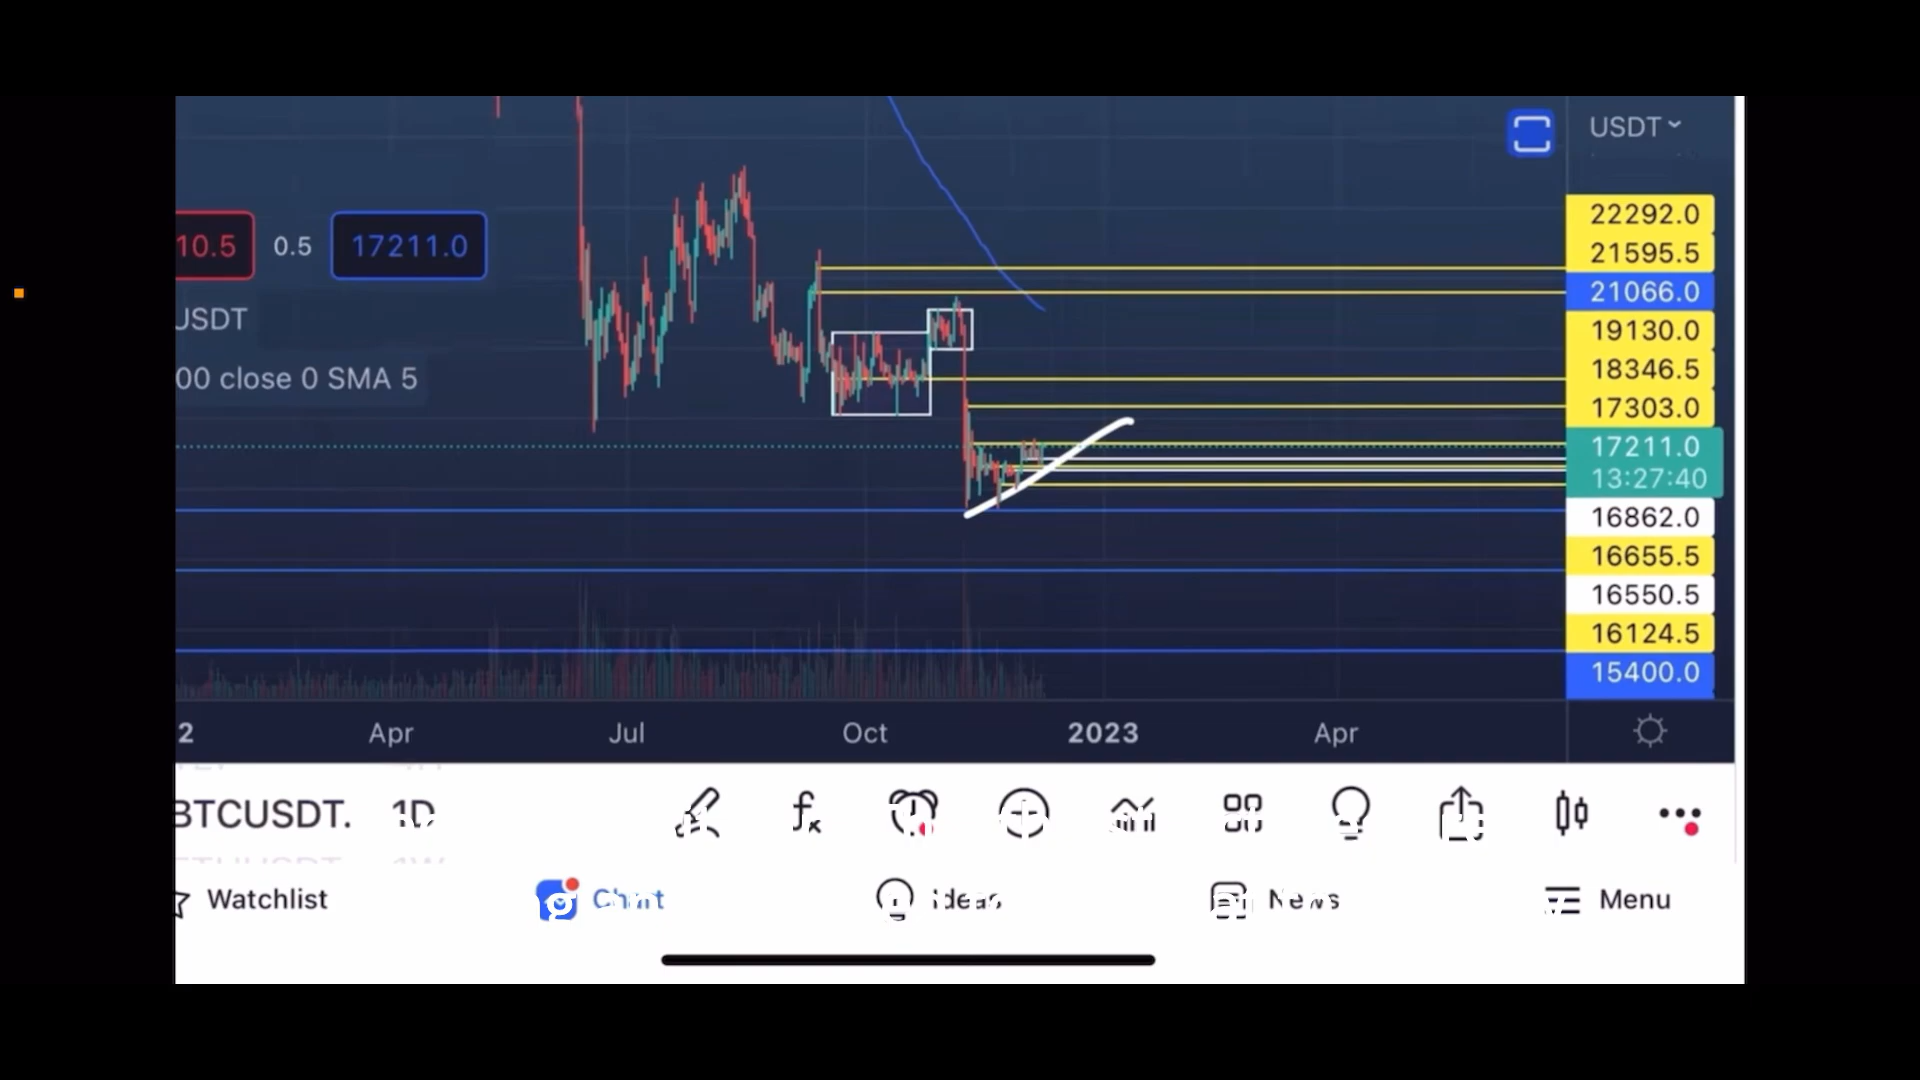 USDT
22292.0
10.5 0.5 17211.0
21595.5
21066.0
USDT
19130.0
00 close 0 SMA 5
18346.5
17303.0
17211.0
13:27:40
16862.0
16655.5
16550.5
16124.5
15400.0
2 Apr Jul Oct 2023 Apr
BTCUSDT. 1D
Watchlist Chart Ideas News Menu